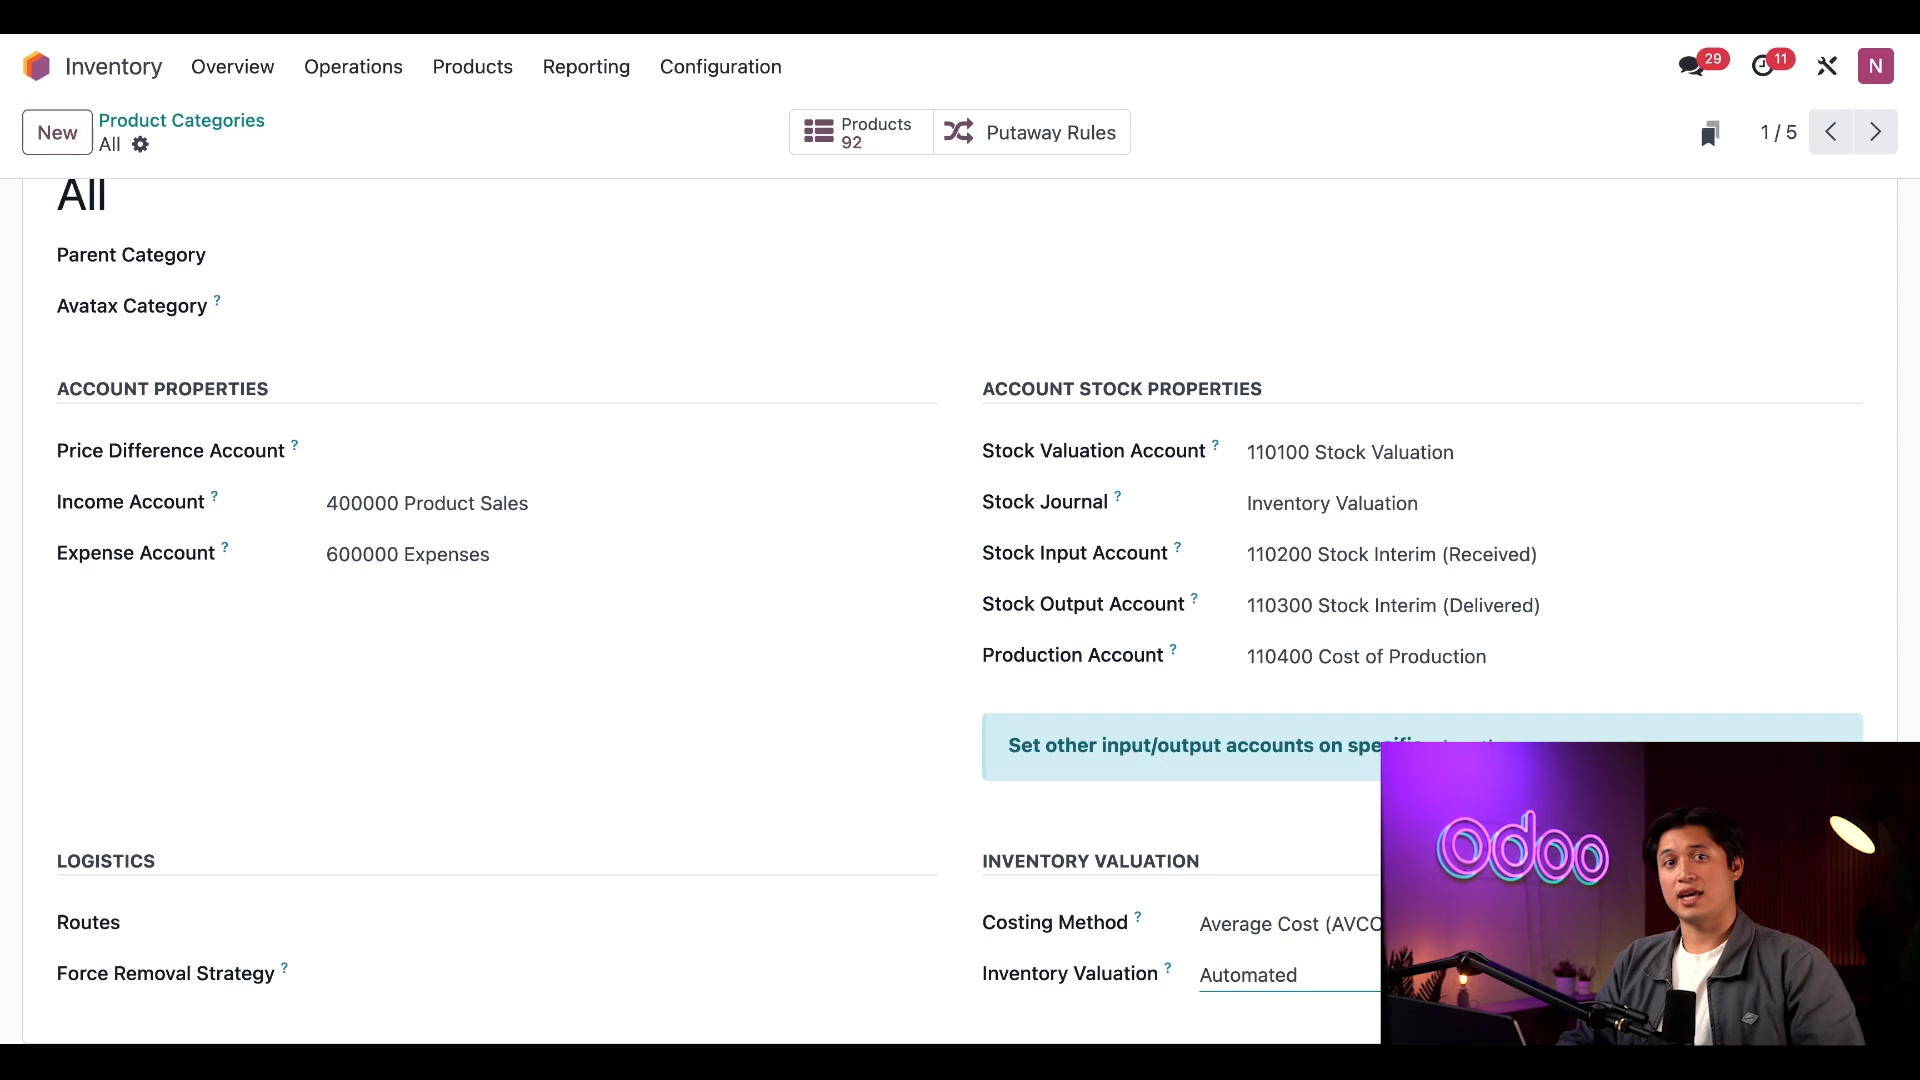 Inventory Overview Operations Products Reporting Configuration 29 11 N
New Product Categories Products 92 Putaway Rules 1 / 5
All
All
Parent Category
Avatax Category ?
ACCOUNT PROPERTIES
Price Difference Account ?
Income Account ? 400000 Product Sales
Expense Account ? 600000 Expenses
ACCOUNT STOCK PROPERTIES
Stock Valuation Account ? 110100 Stock Valuation
Stock Journal ? Inventory Valuation
Stock Input Account ? 110200 Stock Interim (Received)
Stock Output Account ? 110300 Stock Interim (Delivered)
Production Account ? 110400 Cost of Production
Set other input/output accounts on specific
LOGISTICS
Routes
Force Removal Strategy ?
INVENTORY VALUATION
Costing Method ? Average Cost (AVCO
Inventory Valuation ? Automated
odoo